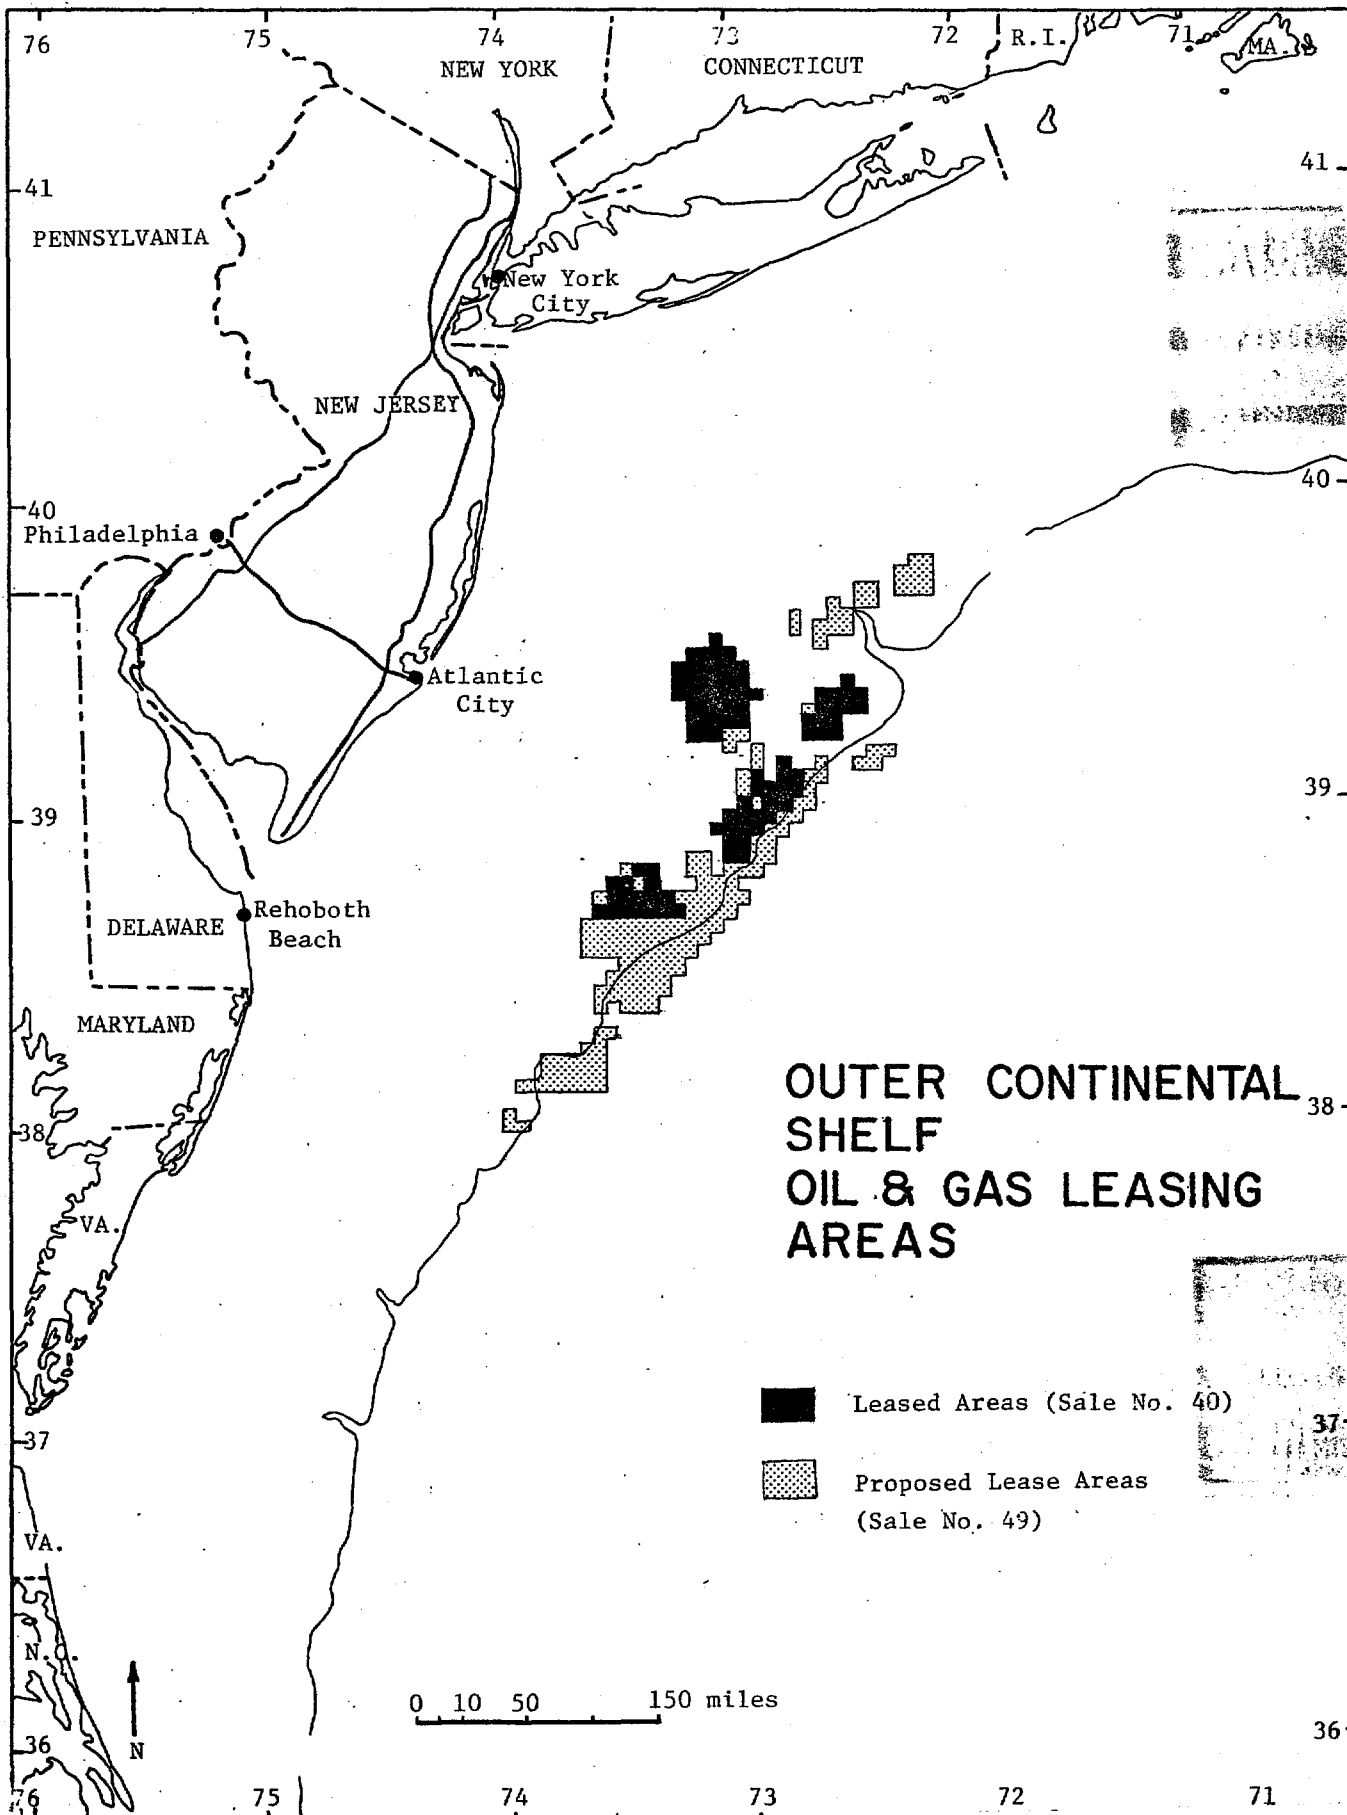 76 75 74 73 72 71
R.I. MA.
NEW YORK CONNECTICUT
41 41
PENNSYLVANIA
New York
City
NEW JERSEY
40 40
Philadelphia
Atlantic
City
39 39
Rehoboth
Beach
DELAWARE
MARYLAND
OUTER CONTINENTAL
SHELF
OIL & GAS LEASING
AREAS
38 38
VA.
Leased Areas (Sale No. 40)
37 37
Proposed Lease Areas
(Sale No. 49)
VA.
N.C.
0 10 50 150 miles
N
36 36
76 75 74 73 72 71